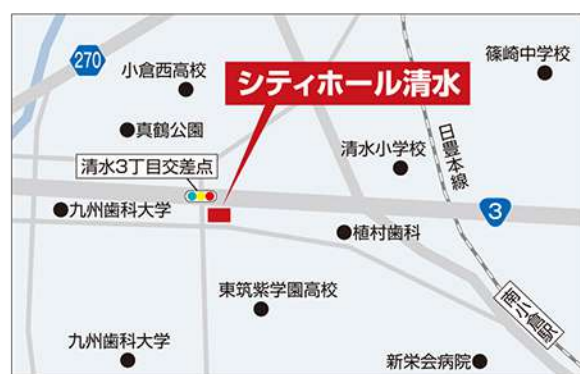 270
小倉西高校
シティホール清水
篠崎中学校
真鶴公園
清水3丁目交差点
清水小学校
日豊本線
九州歯科大学
3
植村歯科
東筑紫学園高校
南小倉駅
九州歯科大学
新栄会病院